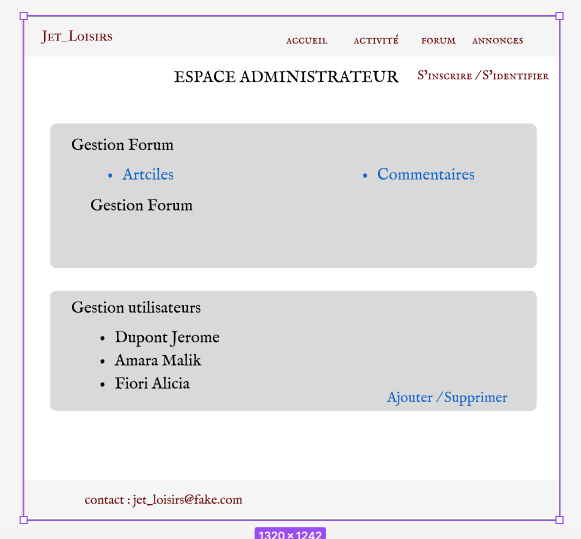 Jet_Loisirs
accueil activité forum annonces
ESPACE ADMINISTRATEUR
S'inscrire /S'identifier
Gestion Forum
• Artciles
• Commentaires
Gestion Forum
Gestion utilisateurs
• Dupont Jerome
• Amara Malik
• Fiori Alicia
Ajouter /Supprimer
contact : jet_loisirs@fake.com
1320 x 1242